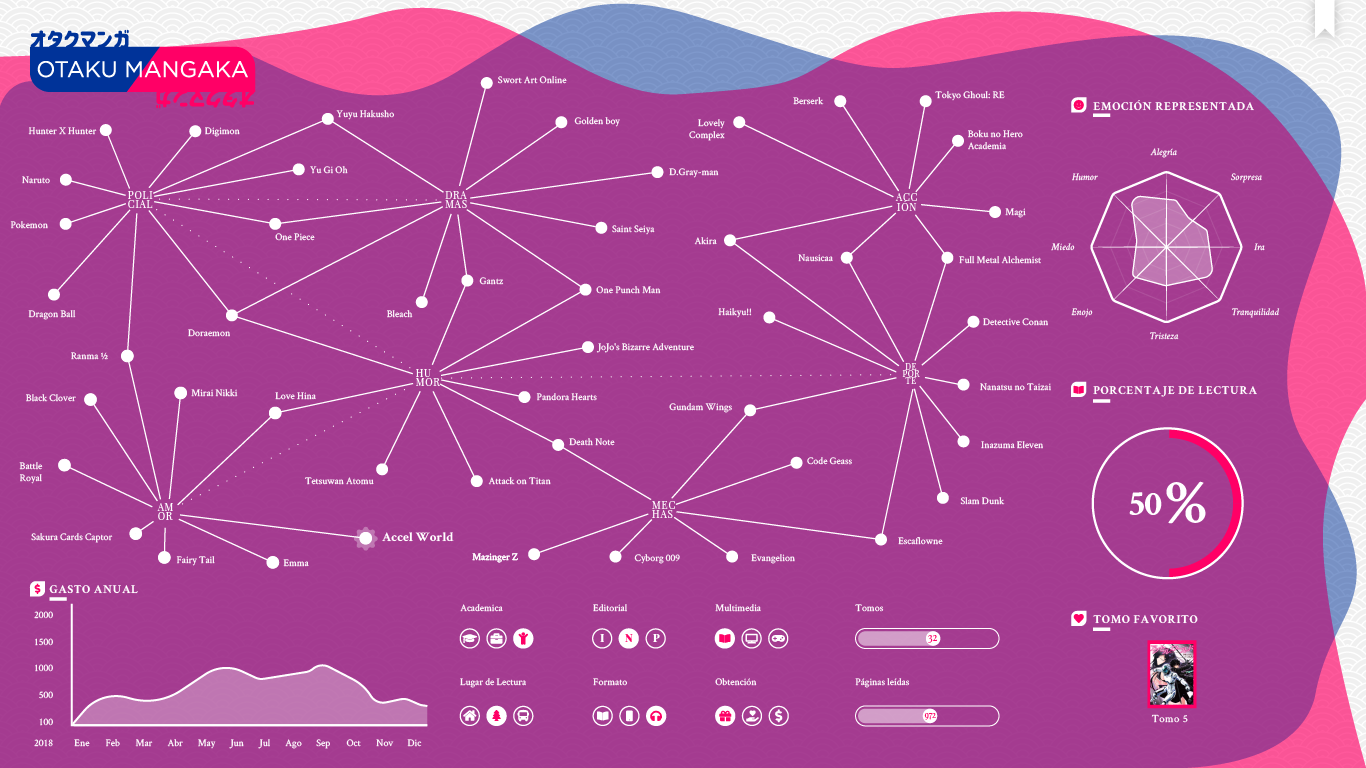 オタクマンガ
OTAKU MANGAKA
Swort Art Online
Yuyu Hakusho
Golden boy
Hunter X Hunter
Digimon
Yu Gi Oh
D.Gray-man
Naruto
POLI
CIAL
DRA
MAS
Pokemon
One Piece
Saint Seiya
Gantz
One Punch Man
Dragon Ball
Bleach
Doraemon
Ranma ½
JoJo's Bizarre Adventure
HU
MOR
Black Clover
Mirai Nikki
Love Hina
Pandora Hearts
Death Note
Battle
Royal
Tetsuwan Atomu
Attack on Titan
AM
OR
Sakura Cards Captor
Accel World
Fairy Tail
Emma
Berserk
Tokyo Ghoul: RE
Lovely
Complex
Boku no Hero
Academia
ACC
IÓN
Magi
Akira
Nausicaa
Full Metal Alchemist
Haikyu!!
Detective Conan
DE
POR
TE
Nanatsu no Taizai
Gundam Wings
Inazuma Eleven
Code Geass
Slam Dunk
MEC
HAS
Escaflowne
Mazinger Z
Cyborg 009
Evangelion
EMOCIÓN REPRESENTADA
Alegría
Humor
Sorpresa
Miedo
Ira
Enojo
Tranquilidad
Tristeza
PORCENTAJE DE LECTURA
50%
TOMO FAVORITO
Tomo 5
$ GASTO ANUAL
2000
1500
1000
500
100
2018 Ene Feb Mar Abr May Jun Jul Ago Sep Oct Nov Dic
Academica
Editorial
I N P
Multimedia
Tomos
32
Lugar de Lectura
Formato
Obtención
$
Páginas leídas
972